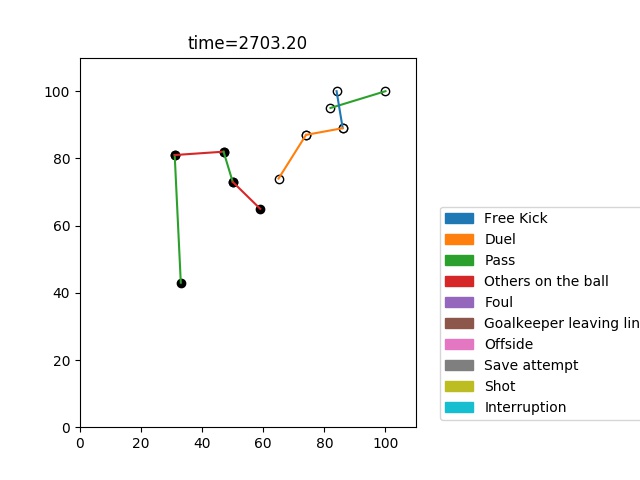 time=2703.20
100
80
60
40
20
0
0
20
40
60
80
100
Free Kick
Duel
Pass
Others on the ball
Foul
Goalkeeper leaving lin
Offside
Save attempt
Shot
Interruption